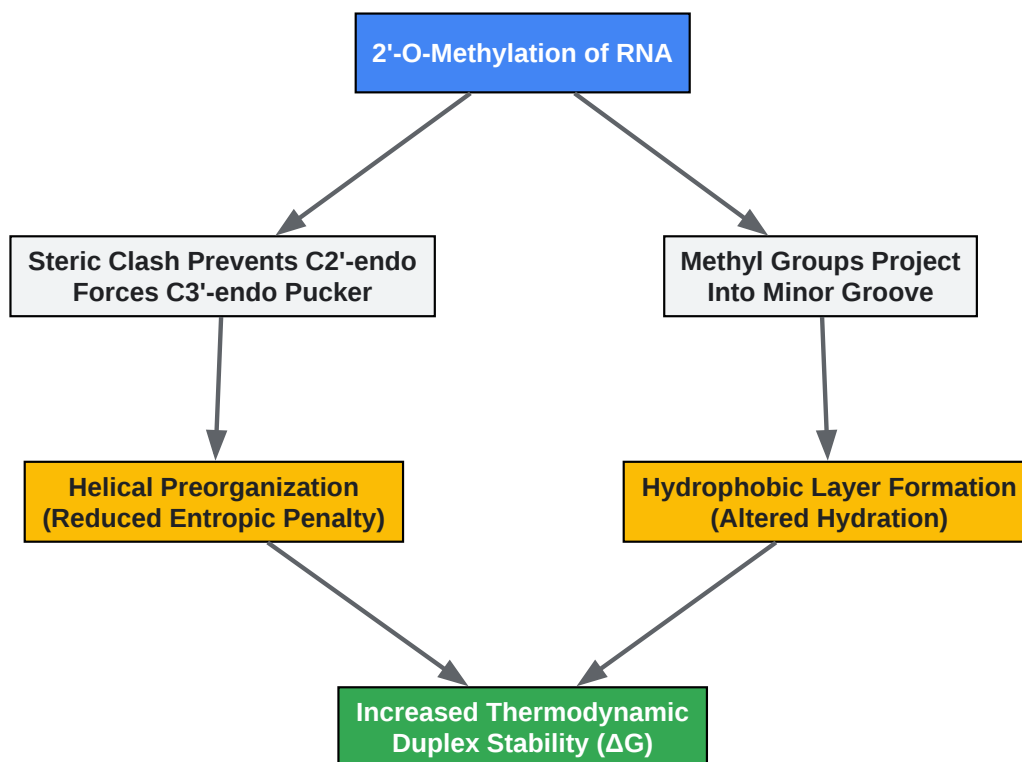 2'-O-Methylation of RNA
Steric Clash Prevents C2'-endo
Forces C3'-endo Pucker
Methyl Groups Project
Into Minor Groove
Helical Preorganization
(Reduced Entropic Penalty)
Hydrophobic Layer Formation
(Altered Hydration)
Increased Thermodynamic
Duplex Stability (ΔG)